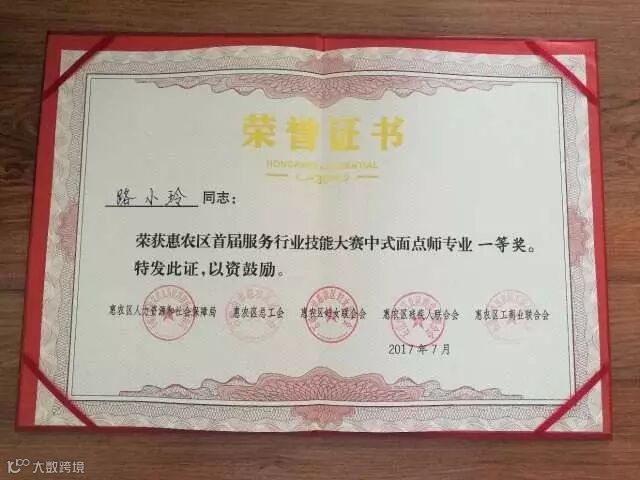 荣誉证书
路小玲 同志：
荣获惠农区首届服务行业技能大赛中式面点师专业 一等奖。
特发此证，以资鼓励。
惠农区人力资源和社会保障局 惠农区总工会 惠农区妇女联合会 惠农区残疾人联合会 惠农区工商业联合会
2017年7月
大数跨境